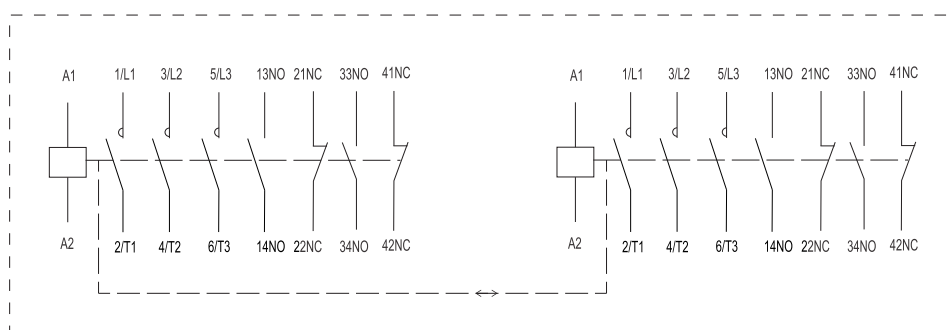 A1 1/L1 3/L2 5/L3 13NO 21NC 33NO 41NC A1 1/L1 3/L2 5/L3 13NO 21NC 33NO 41NC
A2 2/T1 4/T2 6/T3 14NO 22NC 34NO 42NC A2 2/T1 4/T2 6/T3 14NO 22NC 34NO 42NC